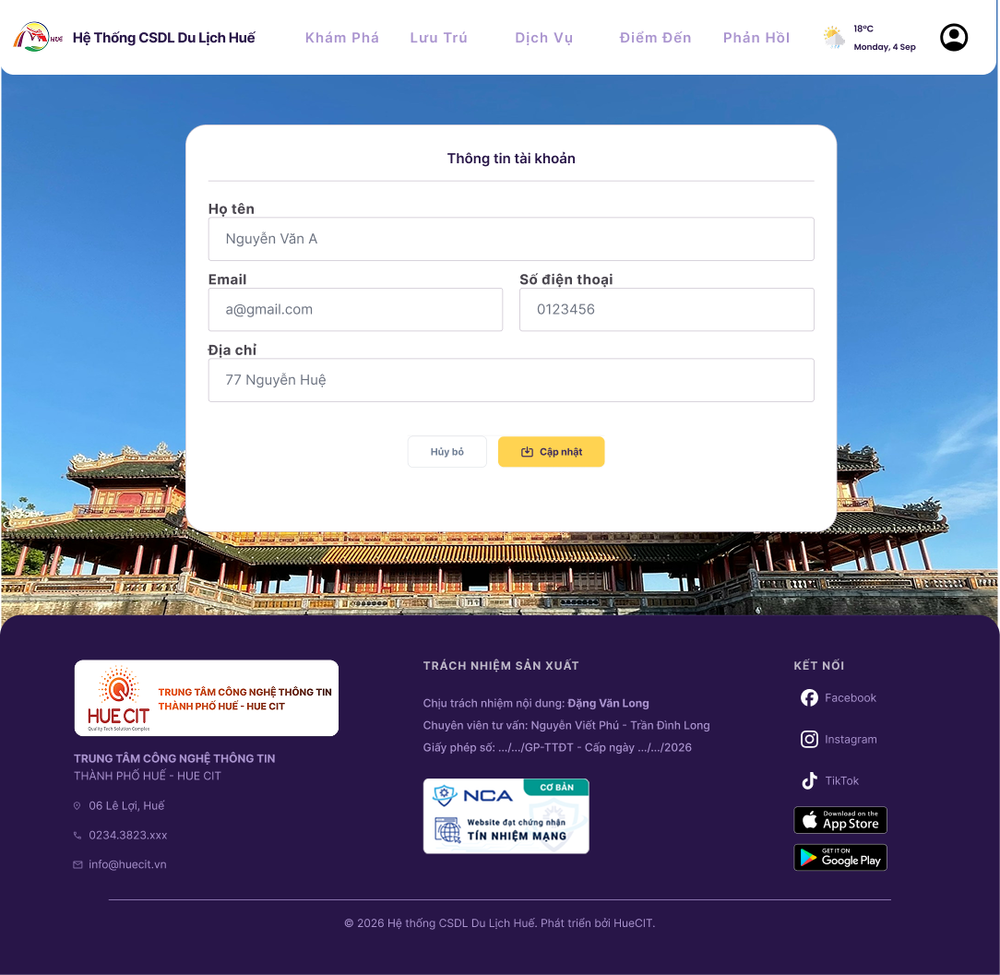 HUẾ
Hệ Thống CSDL Du Lịch Huế
Khám Phá
Lưu Trú
Dịch Vụ
Điểm Đến
Phản Hồi
18°C
Monday, 4 Sep
Thông tin tài khoản
Họ tên
Nguyễn Văn A
Email
Số điện thoại
a@gmail.com
0123456
Địa chỉ
77 Nguyễn Huệ
Hủy bỏ
Cập nhật
HUE CIT
Quality Tech Solution Complex
TRUNG TÂM CÔNG NGHỆ THÔNG TIN
THÀNH PHỐ HUẾ - HUE CIT
TRUNG TÂM CÔNG NGHỆ THÔNG TIN
THÀNH PHỐ HUẾ - HUE CIT
06 Lê Lợi, Huế
0234.3823.xxx
info@huecit.vn
TRÁCH NHIỆM SẢN XUẤT
Chịu trách nhiệm nội dung: Đặng Văn Long
Chuyên viên tư vấn: Nguyễn Viết Phú - Trần Đình Long
Giấy phép số: .../.../GP-TTĐT - Cấp ngày .../.../2026
NCA
CƠ BẢN
Website đạt chứng nhận
TÍN NHIỆM MẠNG
KẾT NỐI
Facebook
Instagram
TikTok
Download on the
App Store
GET IT ON
Google Play
© 2026 Hệ thống CSDL Du Lịch Huế. Phát triển bởi HueCIT.